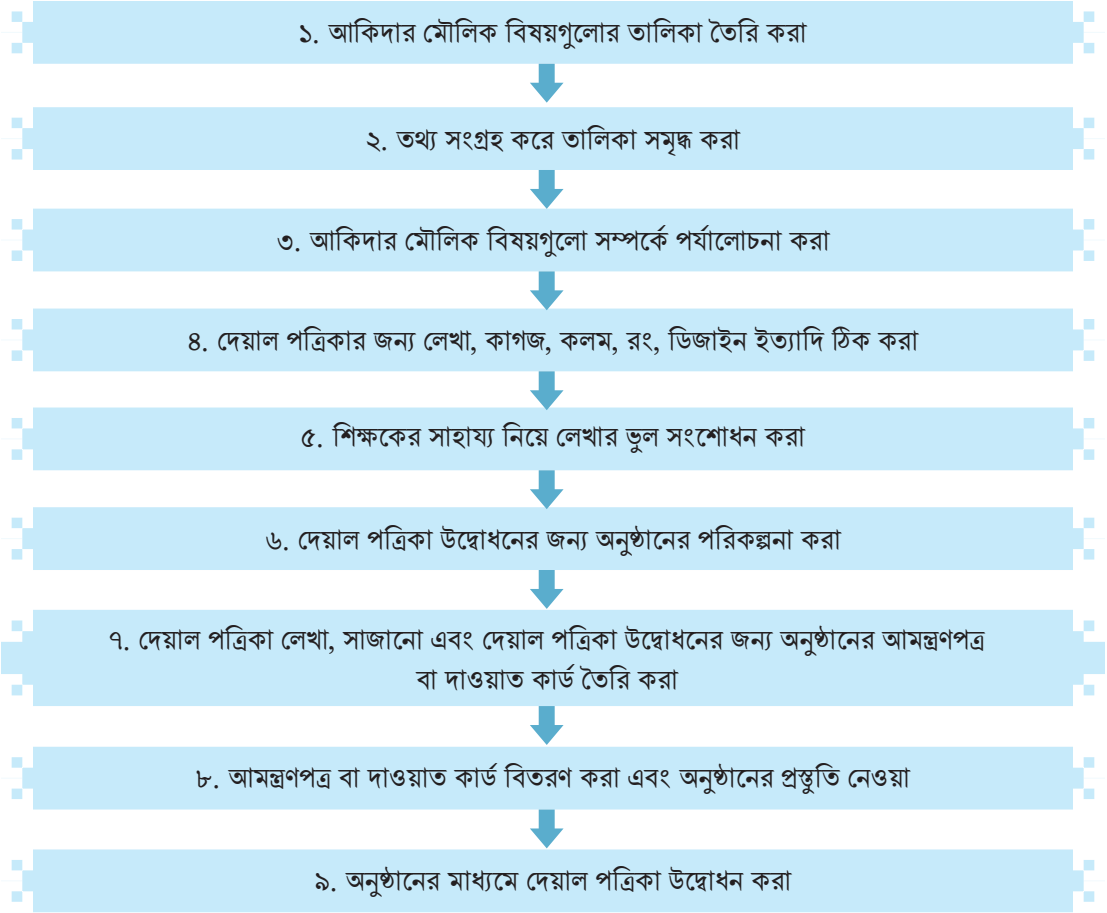 ১. আকিদার মৌলিক বিষয়গুলোর তালিকা তৈরি করা
২. তথ্য সংগ্রহ করে তালিকা সমৃদ্ধ করা
৩. আকিদার মৌলিক বিষয়গুলো সম্পর্কে পর্যালোচনা করা
৪. দেয়াল পত্রিকার জন্য লেখা, কাগজ, কলম, রং, ডিজাইন ইত্যাদি ঠিক করা
৫. শিক্ষকের সাহায্য নিয়ে লেখার ভুল সংশোধন করা
৬. দেয়াল পত্রিকা উদ্বোধনের জন্য অনুষ্ঠানের পরিকল্পনা করা
৭. দেয়াল পত্রিকা লেখা, সাজানো এবং দেয়াল পত্রিকা উদ্বোধনের জন্য অনুষ্ঠানের আমন্ত্রণপত্র
বা দাওয়াত কার্ড তৈরি করা
৮. আমন্ত্রণপত্র বা দাওয়াত কার্ড বিতরণ করা এবং অনুষ্ঠানের প্রস্তুতি নেওয়া
৯. অনুষ্ঠানের মাধ্যমে দেয়াল পত্রিকা উদ্বোধন করা